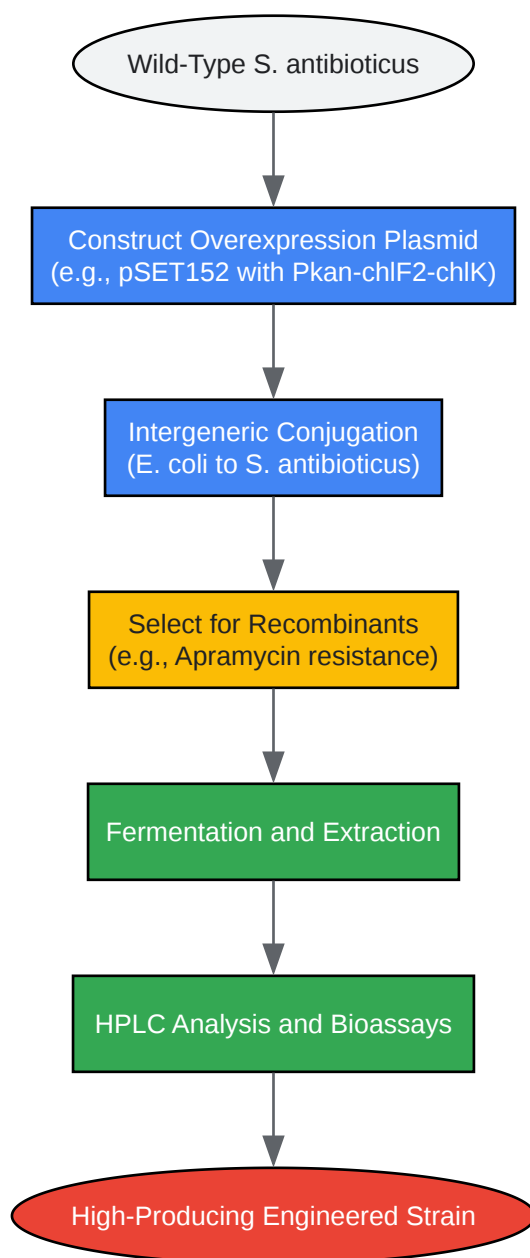 Wild-Type S. antibioticus
Construct Overexpression Plasmid
(e.g., pSET152 with Pkan-chlF2-chlK)
Intergeneric Conjugation
(E. coli to S. antibioticus)
Select for Recombinants
(e.g., Apramycin resistance)
Fermentation and Extraction
HPLC Analysis and Bioassays
High-Producing Engineered Strain